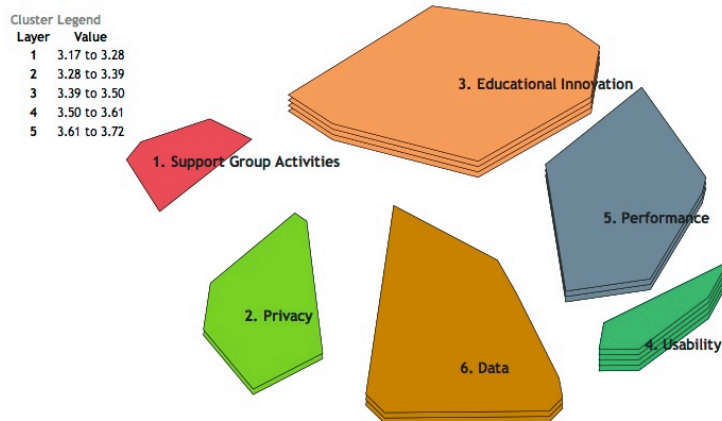 Cluster Legend
Layer Value
1 3.17 to 3.28
2 3.28 to 3.39
3 3.39 to 3.50
4 3.50 to 3.61
5 3.61 to 3.72
3. Educational Innovation
1. Support Group Activities
5. Performance
2. Privacy
4. Usability
6. Data